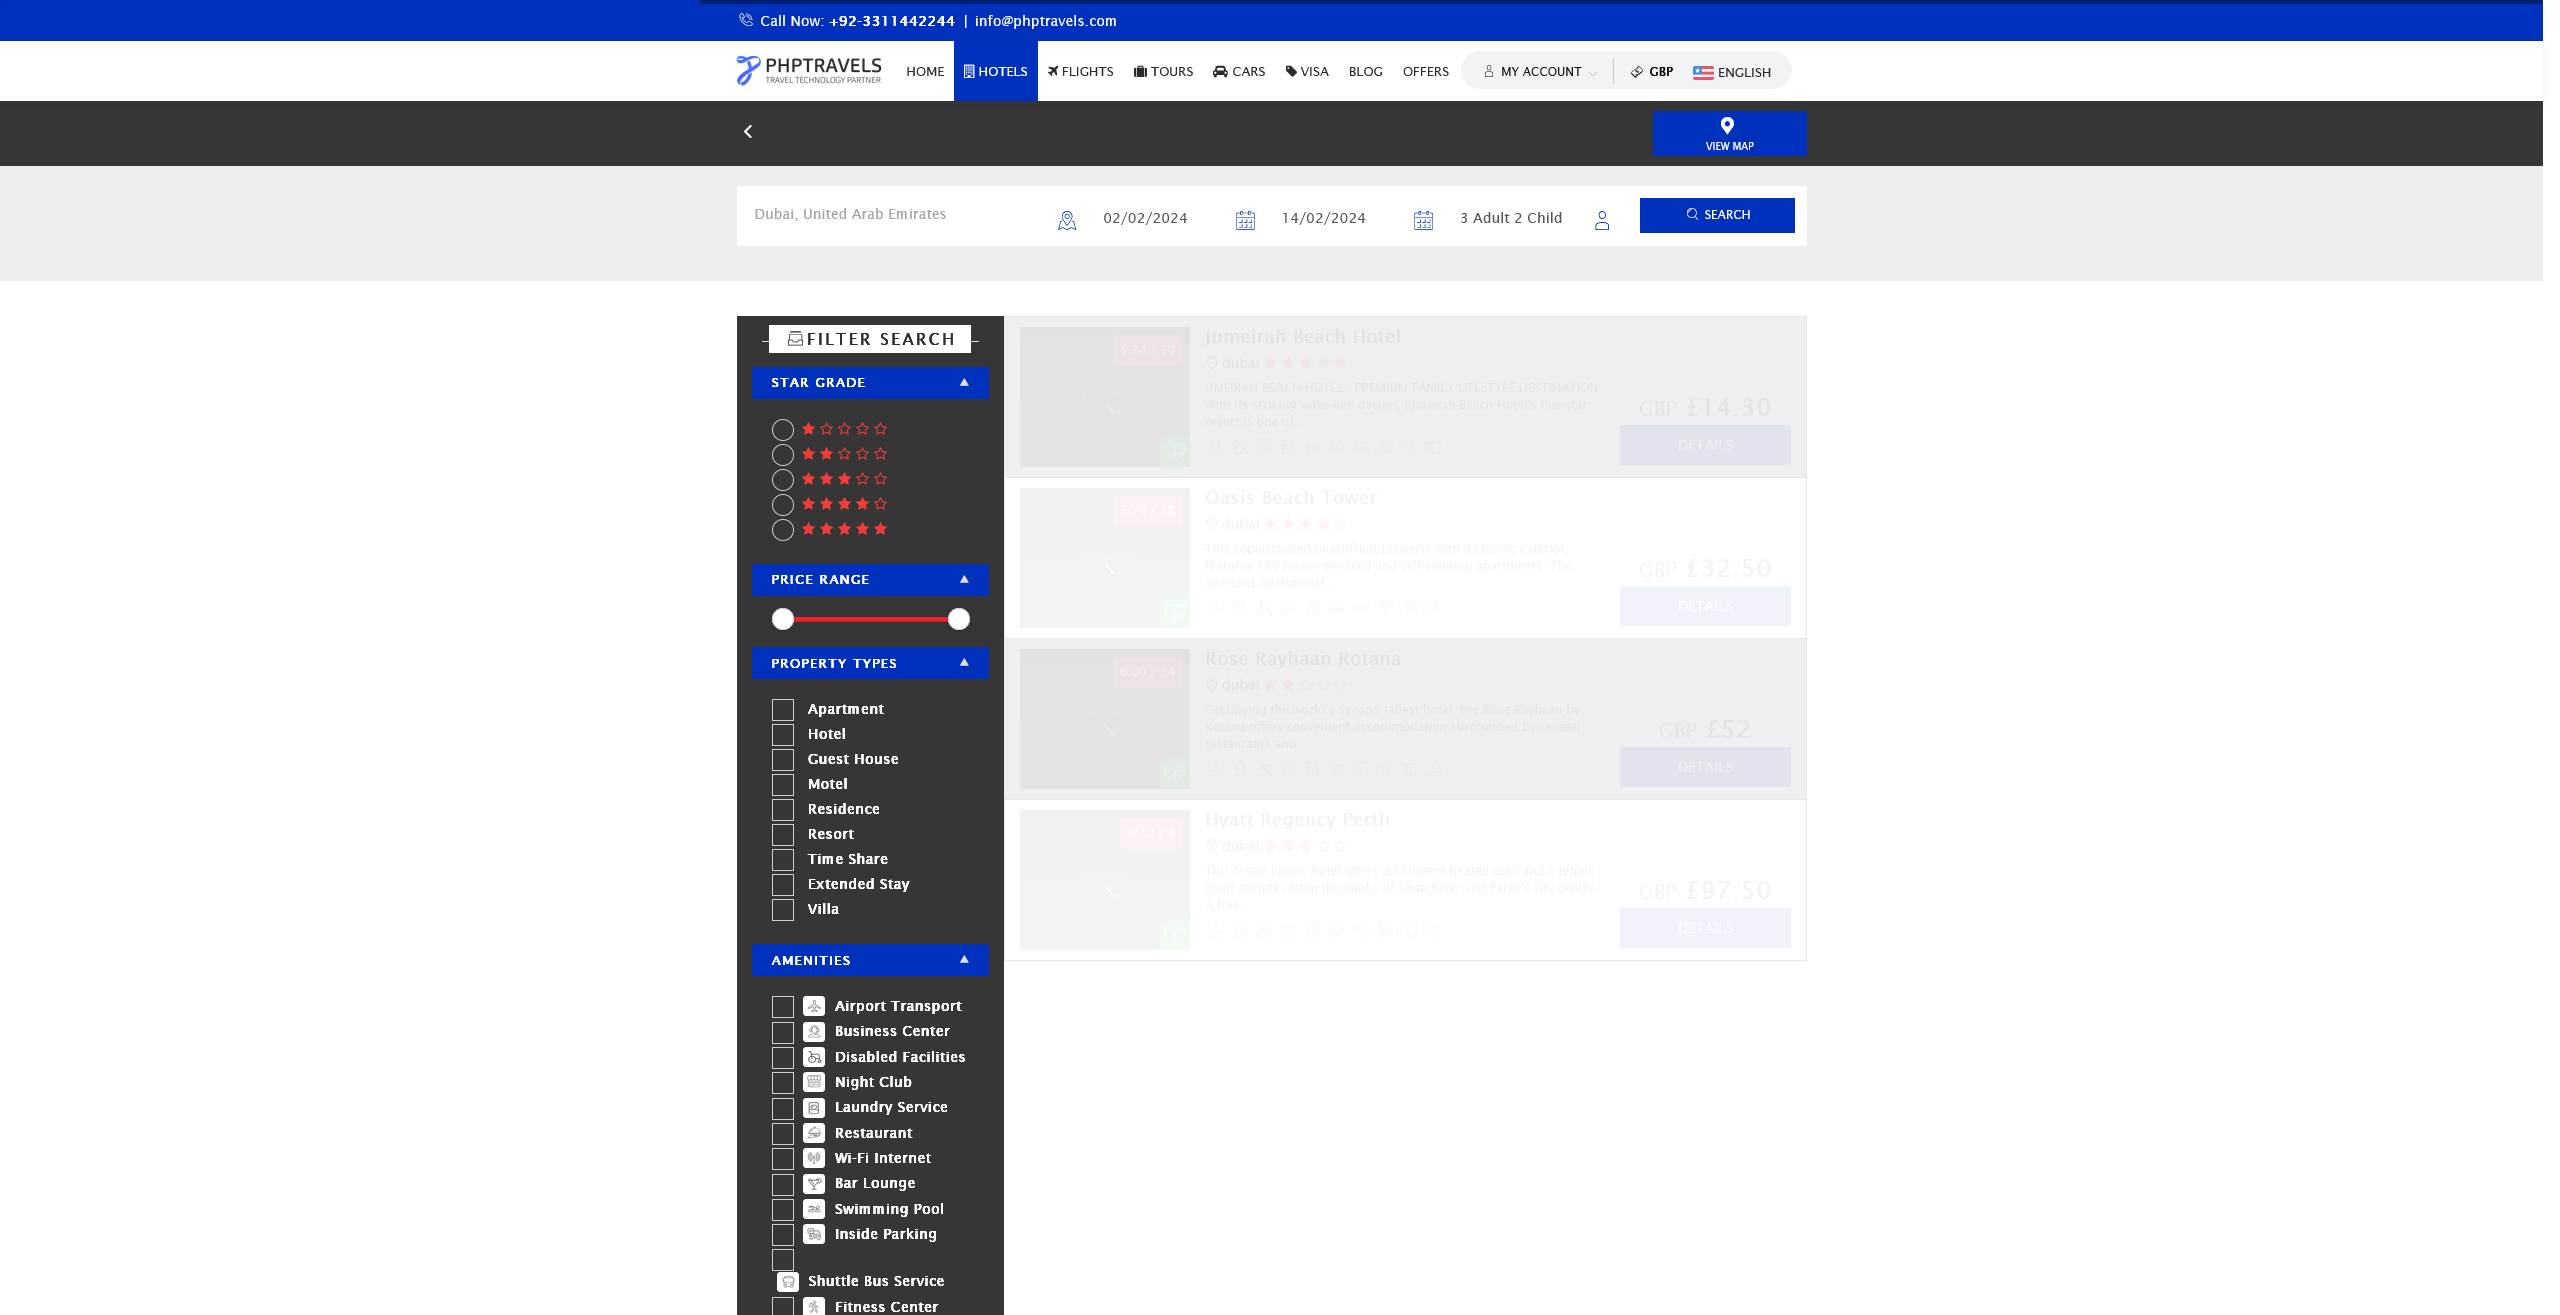 Call Now: +92-3311442244 | info@phptravels.com
PHPTRAVELS
TRAVEL TECHNOLOGY PARTNER
HOME HOTELS FLIGHTS TOURS CARS VISA BLOG OFFERS MY ACCOUNT GBP ENGLISH
VIEW MAP
Dubai, United Arab Emirates 02/02/2024 14/02/2024 3 Adult 2 Child SEARCH
FILTER SEARCH
STAR GRADE
PRICE RANGE
PROPERTY TYPES
Apartment
Hotel
Guest House
Motel
Residence
Resort
Time Share
Extended Stay
Villa
AMENITIES
Airport Transport
Business Center
Disabled Facilities
Night Club
Laundry Service
Restaurant
Wi-Fi Internet
Bar Lounge
Swimming Pool
Inside Parking
Shuttle Bus Service
Fitness Center
5.24 / 30
Jumeirah Beach Hotel
dubai
UMEIRAH BEACH HOTEL - PREMIUM FAMILY LIFESTYLE DESTINATION
With its striking wave-like design, Jumeirah Beach Hotel's five-star
resort is one of...
GBP £14.30
DETAILS
5.70 / 18
Oasis Beach Tower
dubai
This sophisticated beachfront property with its iconic exterior,
features 180 luxury serviced and self-catering apartments. The
spacious apartments...
GBP £32.50
DETAILS
6.00 / 24
Rose Rayhaan Rotana
dubai
Occupying the world's second tallest hotel, the Rose Rayhaan by
Rotana offers convenient accommodation surrounded by several
restaurants and...
GBP £52
DETAILS
6.30 / 4
Hyatt Regency Perth
dubai
This 5-star luxury hotel offers a 25-metre heated pool and a tennis
court minutes from the banks of Swan River and Perth's city centre.
A free...
GBP £97.50
DETAILS